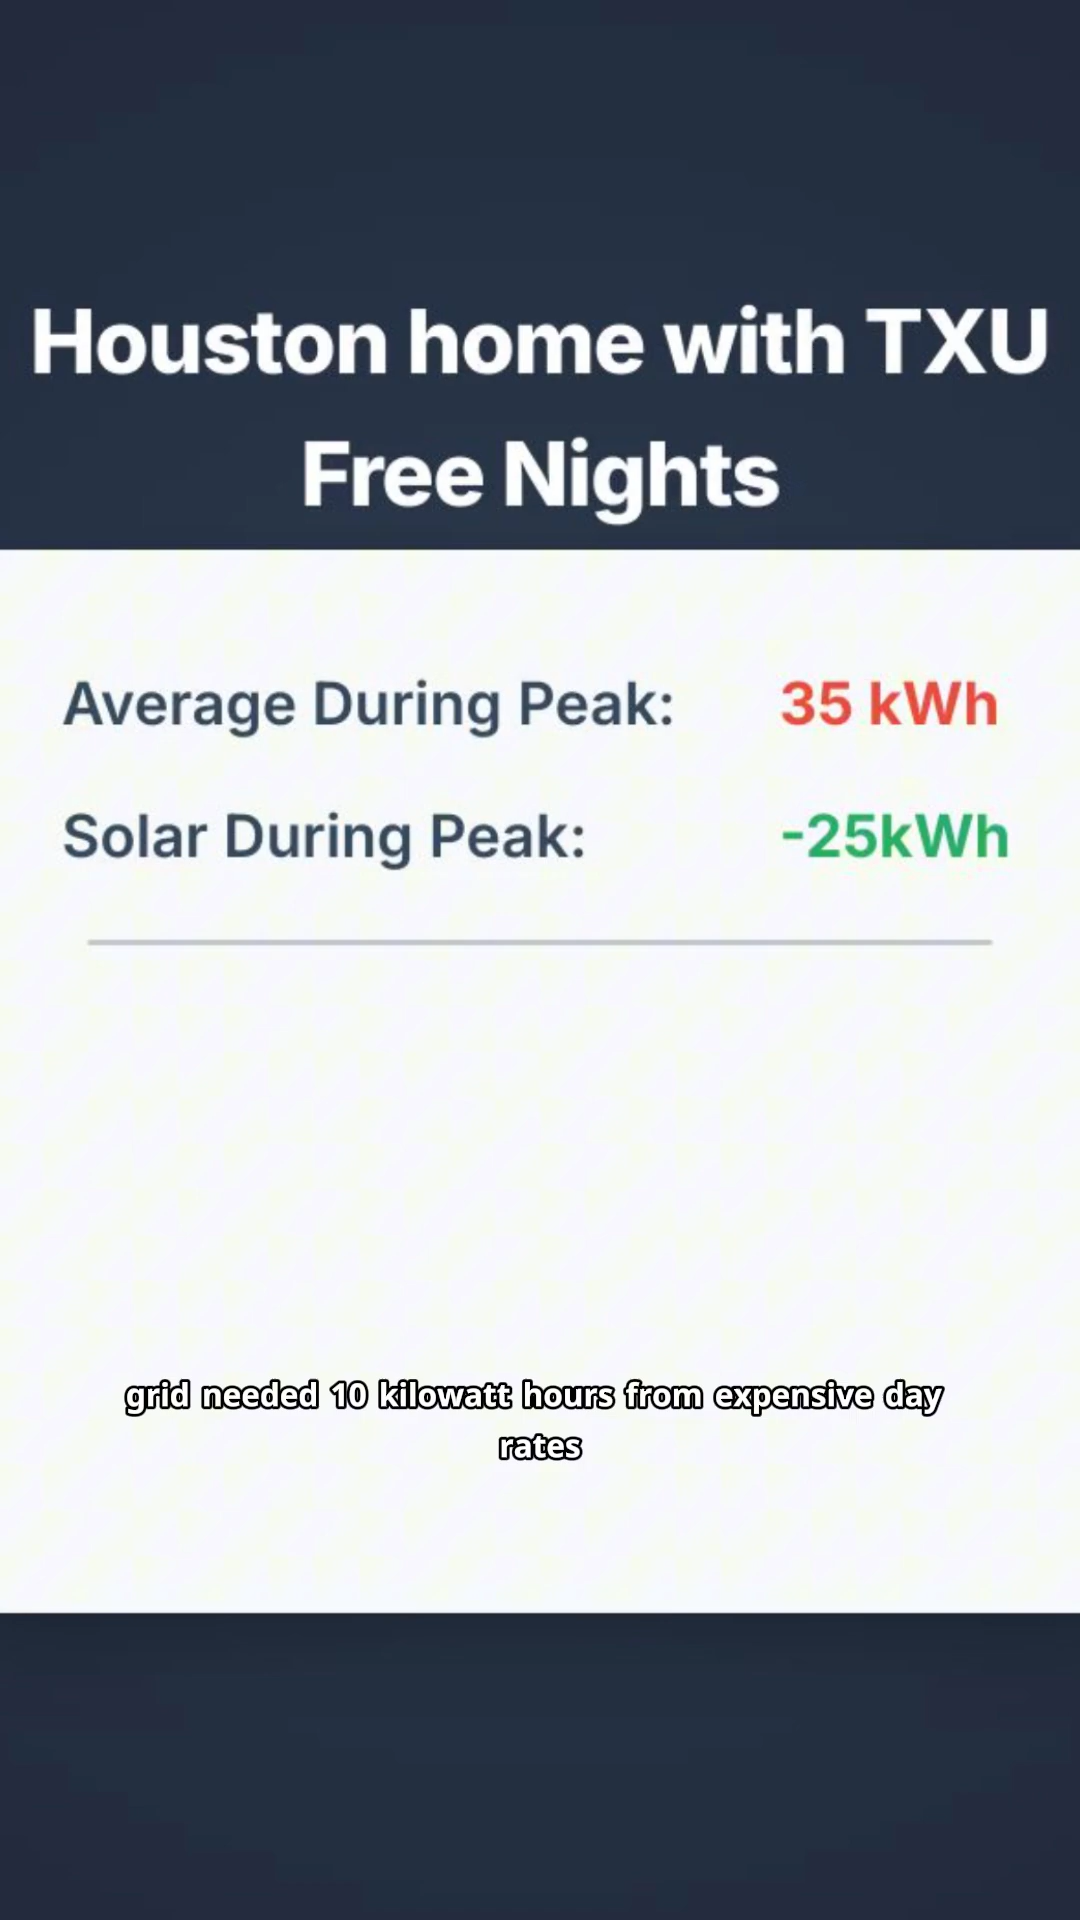 Houston home with TXU
Free Nights
Average During Peak: 35 kWh
Solar During Peak: -25kWh
grid needed 10 kilowatt hours from expensive day
rates